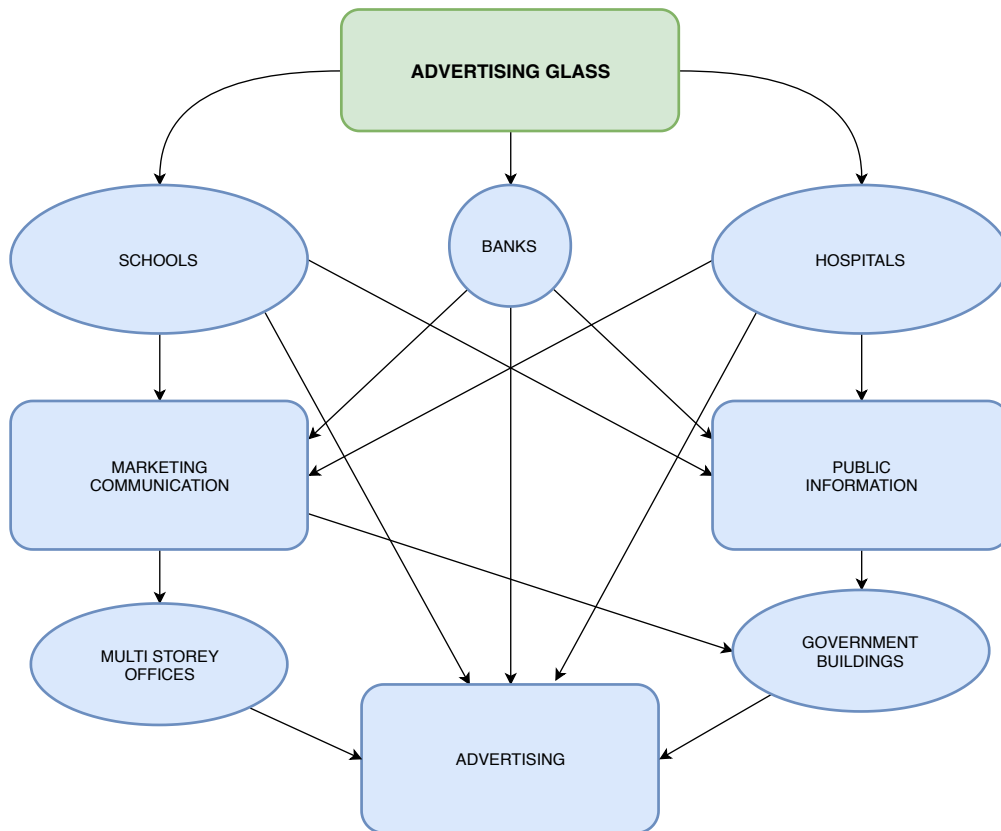 ADVERTISING GLASS
SCHOOLS
BANKS
HOSPITALS
MARKETING
COMMUNICATION
PUBLIC
INFORMATION
MULTI STOREY
OFFICES
GOVERNMENT
BUILDINGS
ADVERTISING